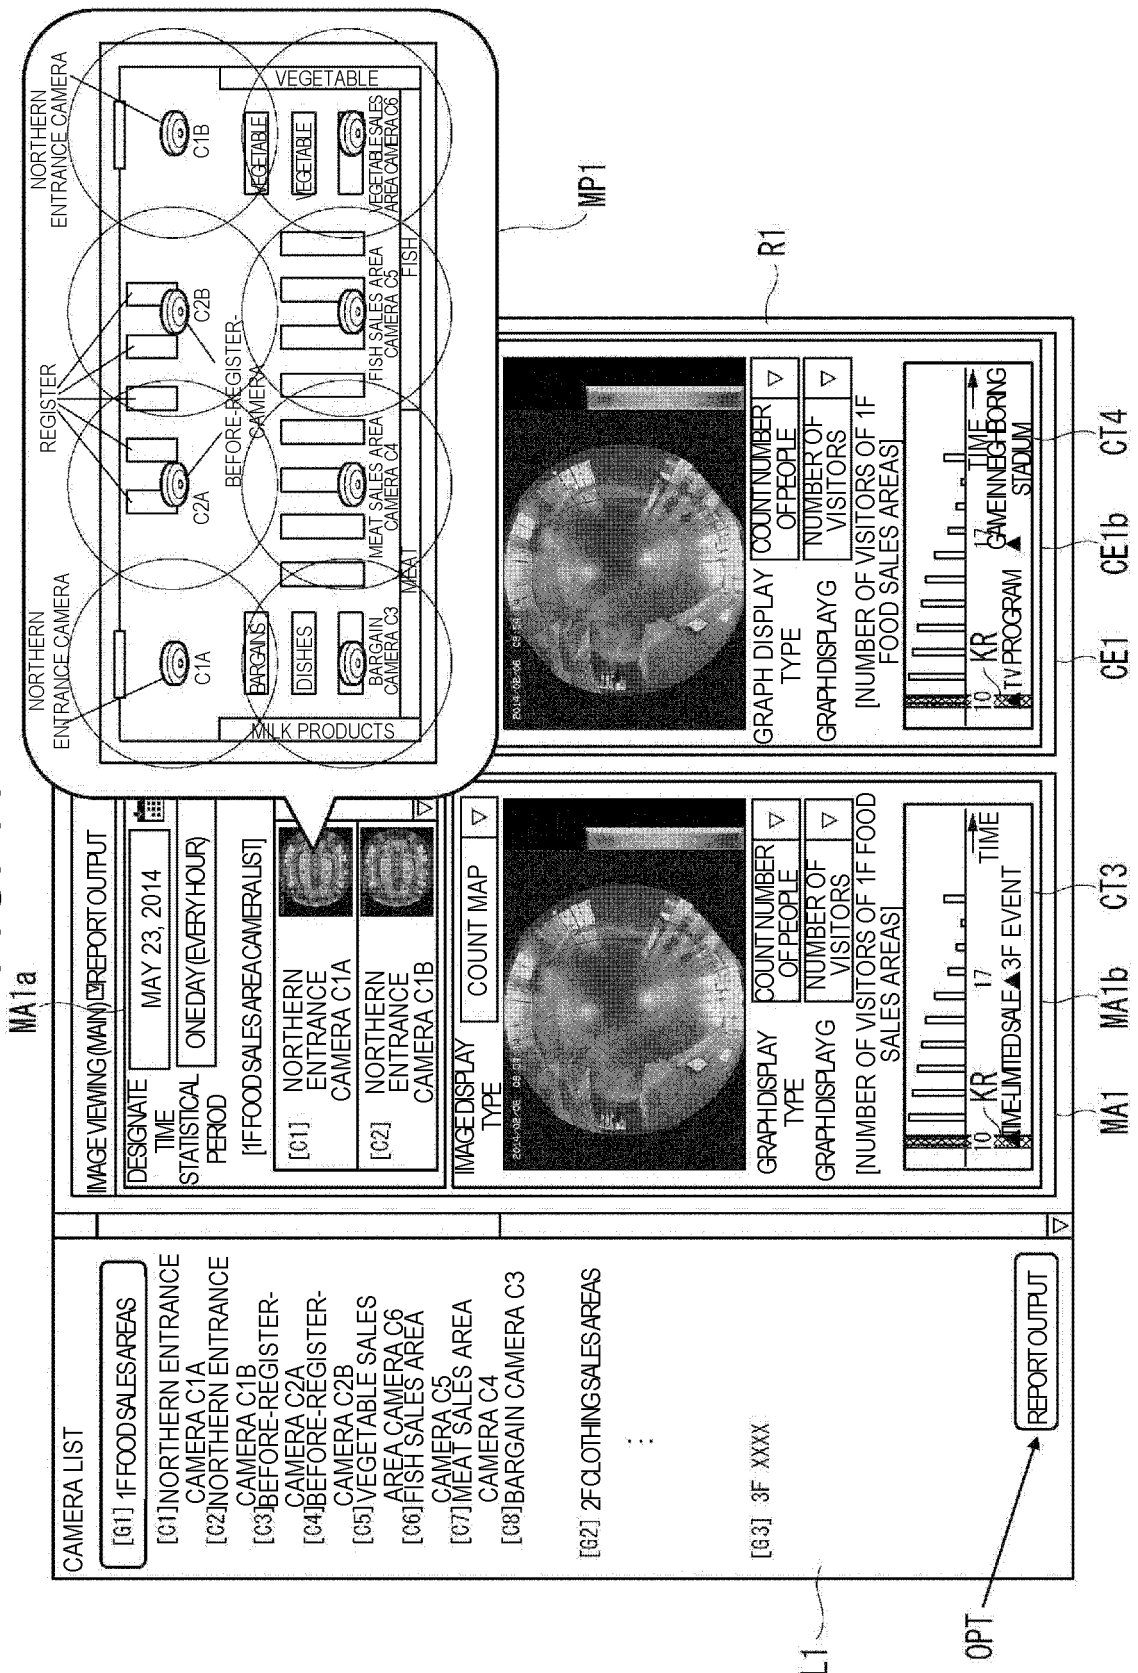 CAMERA LIST
[G1] 1F FOOD SALES AREAS
[C1] NORTHERN ENTRANCE
CAMERA C1A
[C2] NORTHERN ENTRANCE
CAMERA C1B
[C3] BEFORE-REGISTER-
CAMERA C2A
[C4] BEFORE-REGISTER-
CAMERA C2B
[C5] VEGETABLE SALES
AREA CAMERA C6
[C6] FISH SALES AREA
CAMERA C5
[C7] MEAT SALES AREA
CAMERA C4
[C8] BARGAIN CAMERA C3
[G2] 2F CLOTHING SALES AREAS
[G3] 3F XXXX
REPORT OUTPUT
L1
OPT
MA1a
IMAGE VIEWING (MAIN)
REPORT OUTPUT
DESIGNATE
TIME
MAY 23, 2014
STATISTICAL
PERIOD
ONE DAY (EVERY HOUR)
[1F FOOD SALES AREA CAMERA LIST]
[C1]
NORTHERN
ENTRANCE
CAMERA C1A
[C2]
NORTHERN
ENTRANCE
CAMERA C1B
IMAGE DISPLAY
TYPE
COUNT MAP
GRAPH DISPLAY
TYPE
COUNT NUMBER
OF PEOPLE
GRAPH DISPLAY G
NUMBER OF
VISITORS
[NUMBER OF VISITORS OF 1F FOOD
SALES AREAS]
10
KR
17
TIME
▲TIME-LIMITED SALE
▲3F EVENT
MA1
MA1b
CT3
NORTHERN
ENTRANCE CAMERA
REGISTER
NORTHERN
ENTRANCE CAMERA
C1A
C2A
C2B
C1B
BEFORE-REGISTER-
CAMERA
BARGAINS
DISHES
BARGAIN
CAMERA C3
MEAT SALES AREA
CAMERA C4
FISH SALES AREA
CAMERA C5
VEGETABLE
VEGETABLE
VEGETABLE SALES
AREA CAMERA C6
MILK PRODUCTS
MEAT
FISH
VEGETABLE
MP1
R1
GRAPH DISPLAY
TYPE
COUNT NUMBER
OF PEOPLE
GRAPH DISPLAY G
NUMBER OF
VISITORS
[NUMBER OF VISITORS OF 1F
FOOD SALES AREAS]
10
KR
17
TIME
▲TV PROGRAM
▲GAME IN NEIGHBORING
STADIUM
CE1
CE1b
CT4